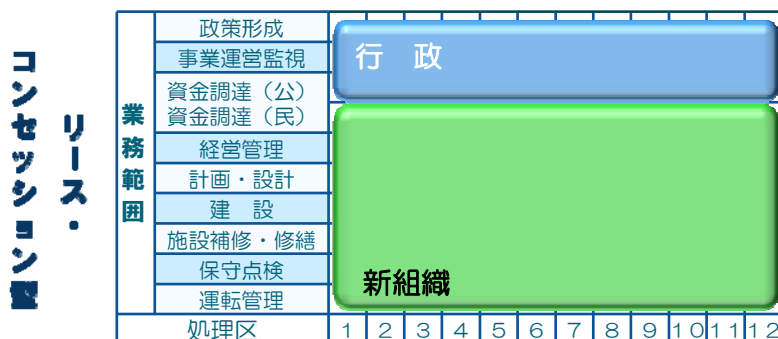 リース・
コンセッション型
業務範囲
政策形成
事業運営監視
資金調達（公）
資金調達（民）
経営管理
計画・設計
建　設
施設補修・修繕
保守点検
運転管理
行　政
新組織
処理区 1 2 3 4 5 6 7 8 9 10 11 12